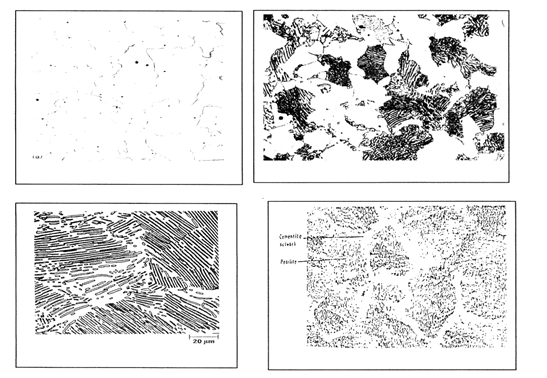 Cementite
network
Pearlite
20 μm